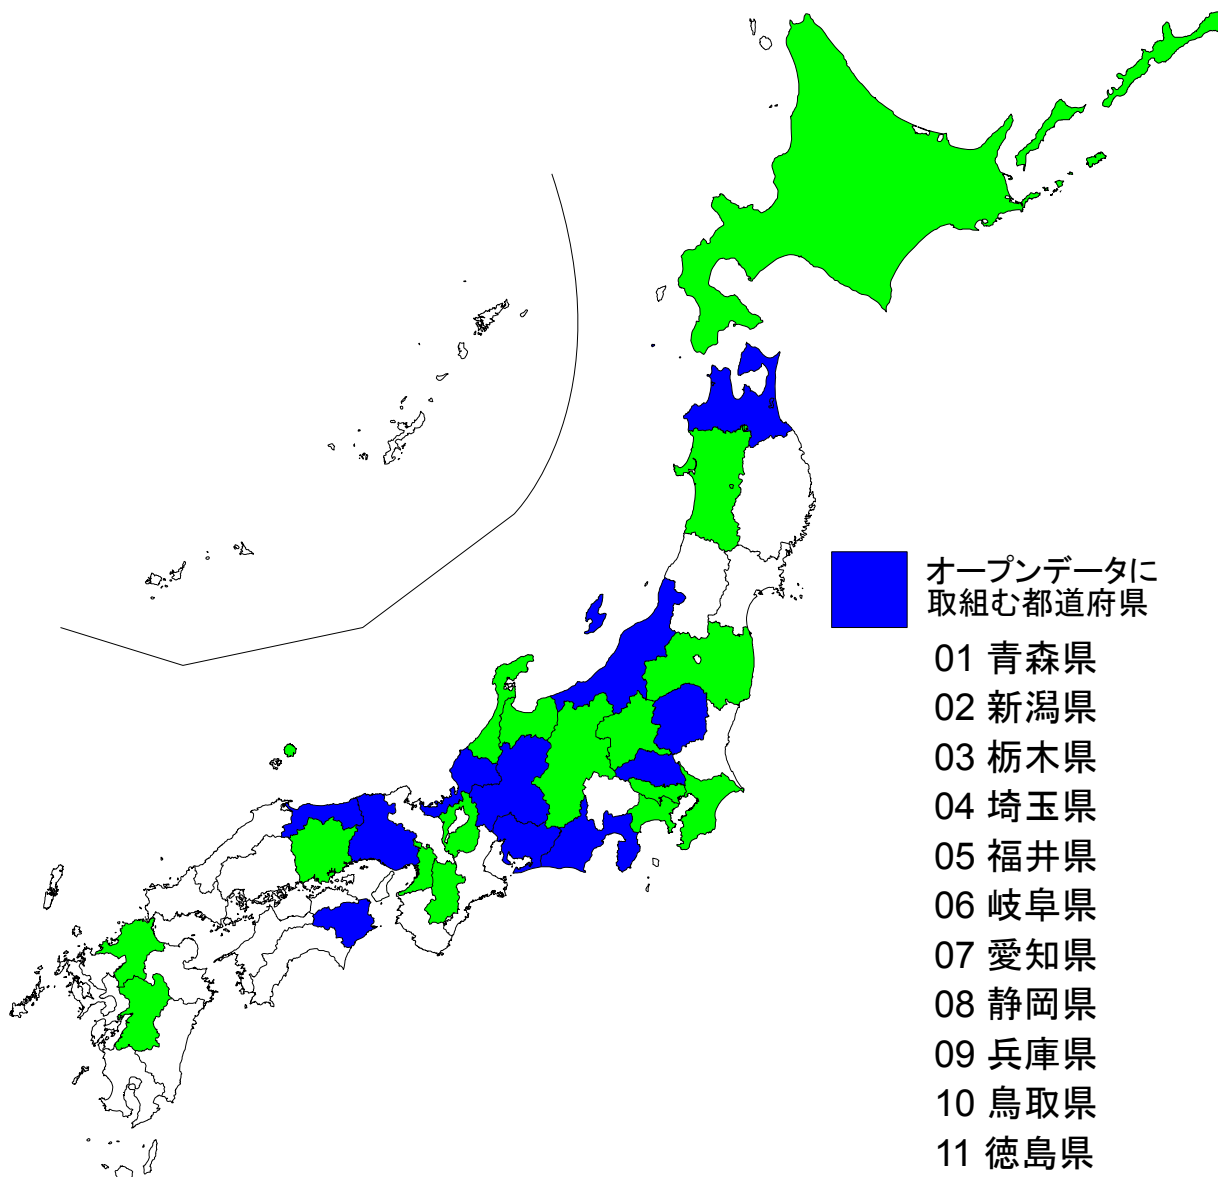 オープンデータに
取組む都道府県
01 青森県
02 新潟県
03 栃木県
04 埼玉県
05 福井県
06 岐阜県
07 愛知県
08 静岡県
09 兵庫県
10 鳥取県
11 徳島県